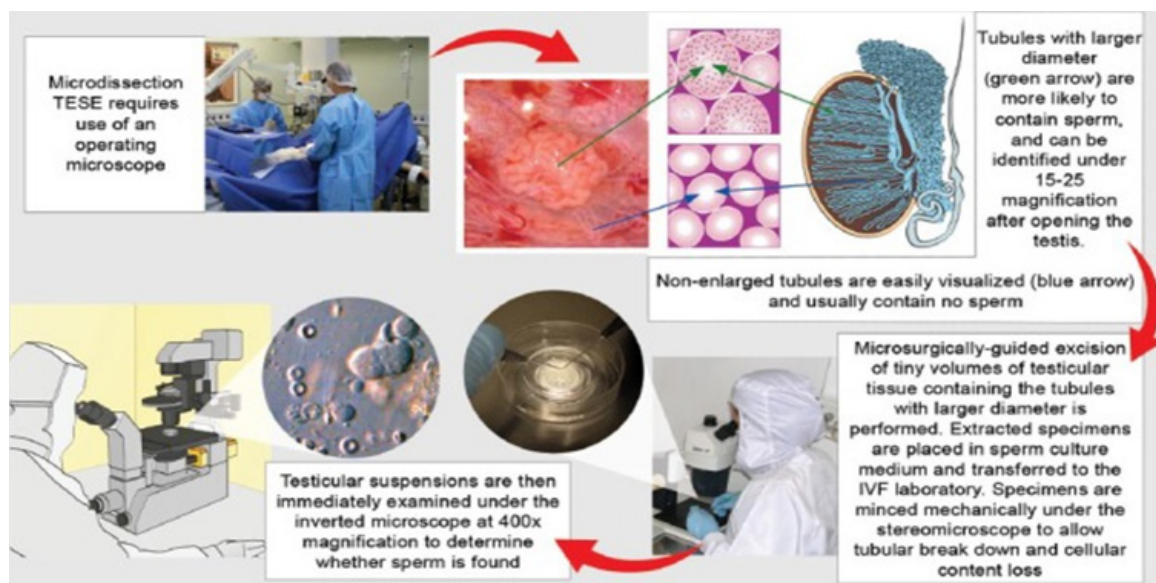 Microdissection
TESE requires
use of an
operating
microscope
Tubules with larger
diameter
(green arrow) are
more likely to
contain sperm,
and can be
identified under
15-25
magnification
after opening the
testis.
Non-enlarged tubules are easily visualized (blue arrow)
and usually contain no sperm
Microsurgically-guided excision
of tiny volumes of testicular
tissue containing the tubules
with larger diameter is
performed. Extracted specimens
are placed in sperm culture
medium and transferred to the
IVF laboratory. Specimens are
minced mechanically under the
stereomicroscope to allow
tubular break down and cellular
content loss
Testicular suspensions are then
immediately examined under the
inverted microscope at 400x
magnification to determine
whether sperm is found